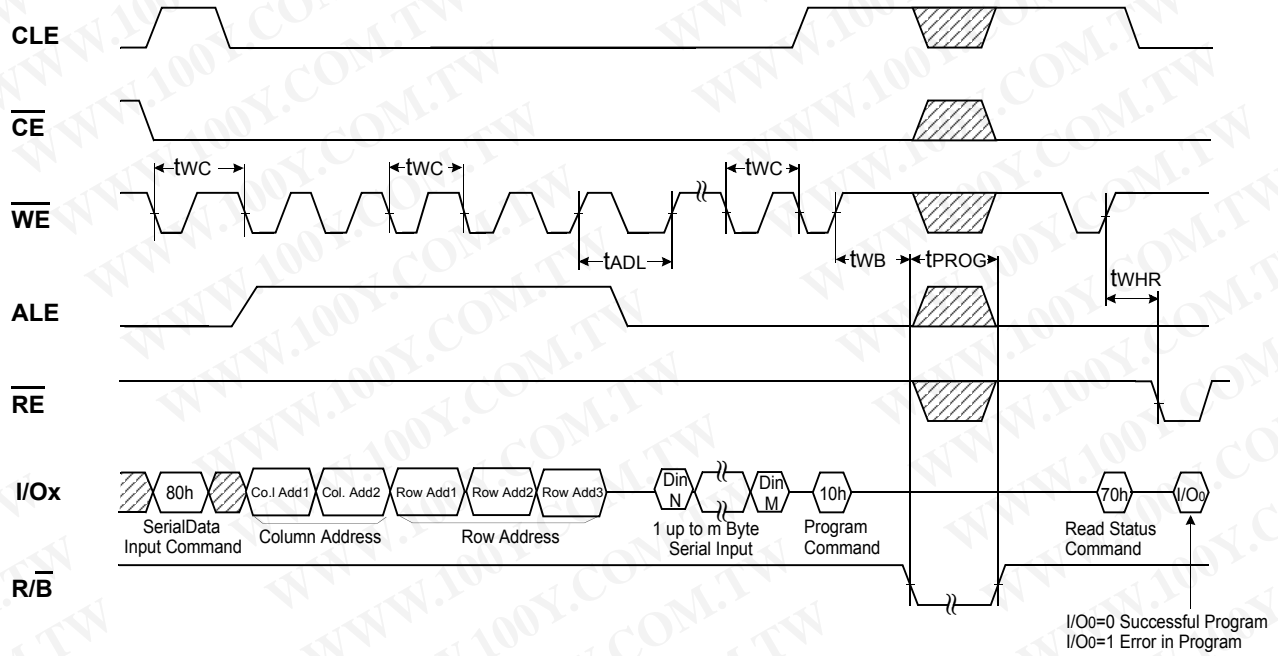 CLE
CE
tWC
tWC
tWC
WE
tADL
tWB
tPROG
tWHR
ALE
RE
I/Ox
80h
Co.l Add1
Col. Add2
Row Add1
Row Add2
Row Add3
Din
N
Din
M
10h
70h
I/O0
SerialData
Input Command
Column Address
Row Address
1 up to m Byte
Serial Input
Program
Command
Read Status
Command
R/B
I/O0=0 Successful Program
I/O0=1 Error in Program
WWW.100Y.COM.TW